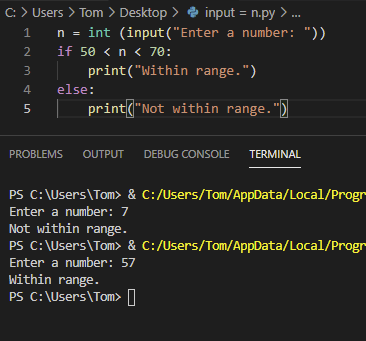 C: > Users > Tom > Desktop > input = n.py > ...
1 n = int (input("Enter a number: "))
2 if 50 < n < 70:
3     print("Within range.")
4 else:
5     print("Not within range.")
PROBLEMS OUTPUT DEBUG CONSOLE TERMINAL
PS C:\Users\Tom> & C:/Users/Tom/AppData/Local/Progr
Enter a number: 7
Not within range.
PS C:\Users\Tom> & C:/Users/Tom/AppData/Local/Progr
Enter a number: 57
Within range.
PS C:\Users\Tom>